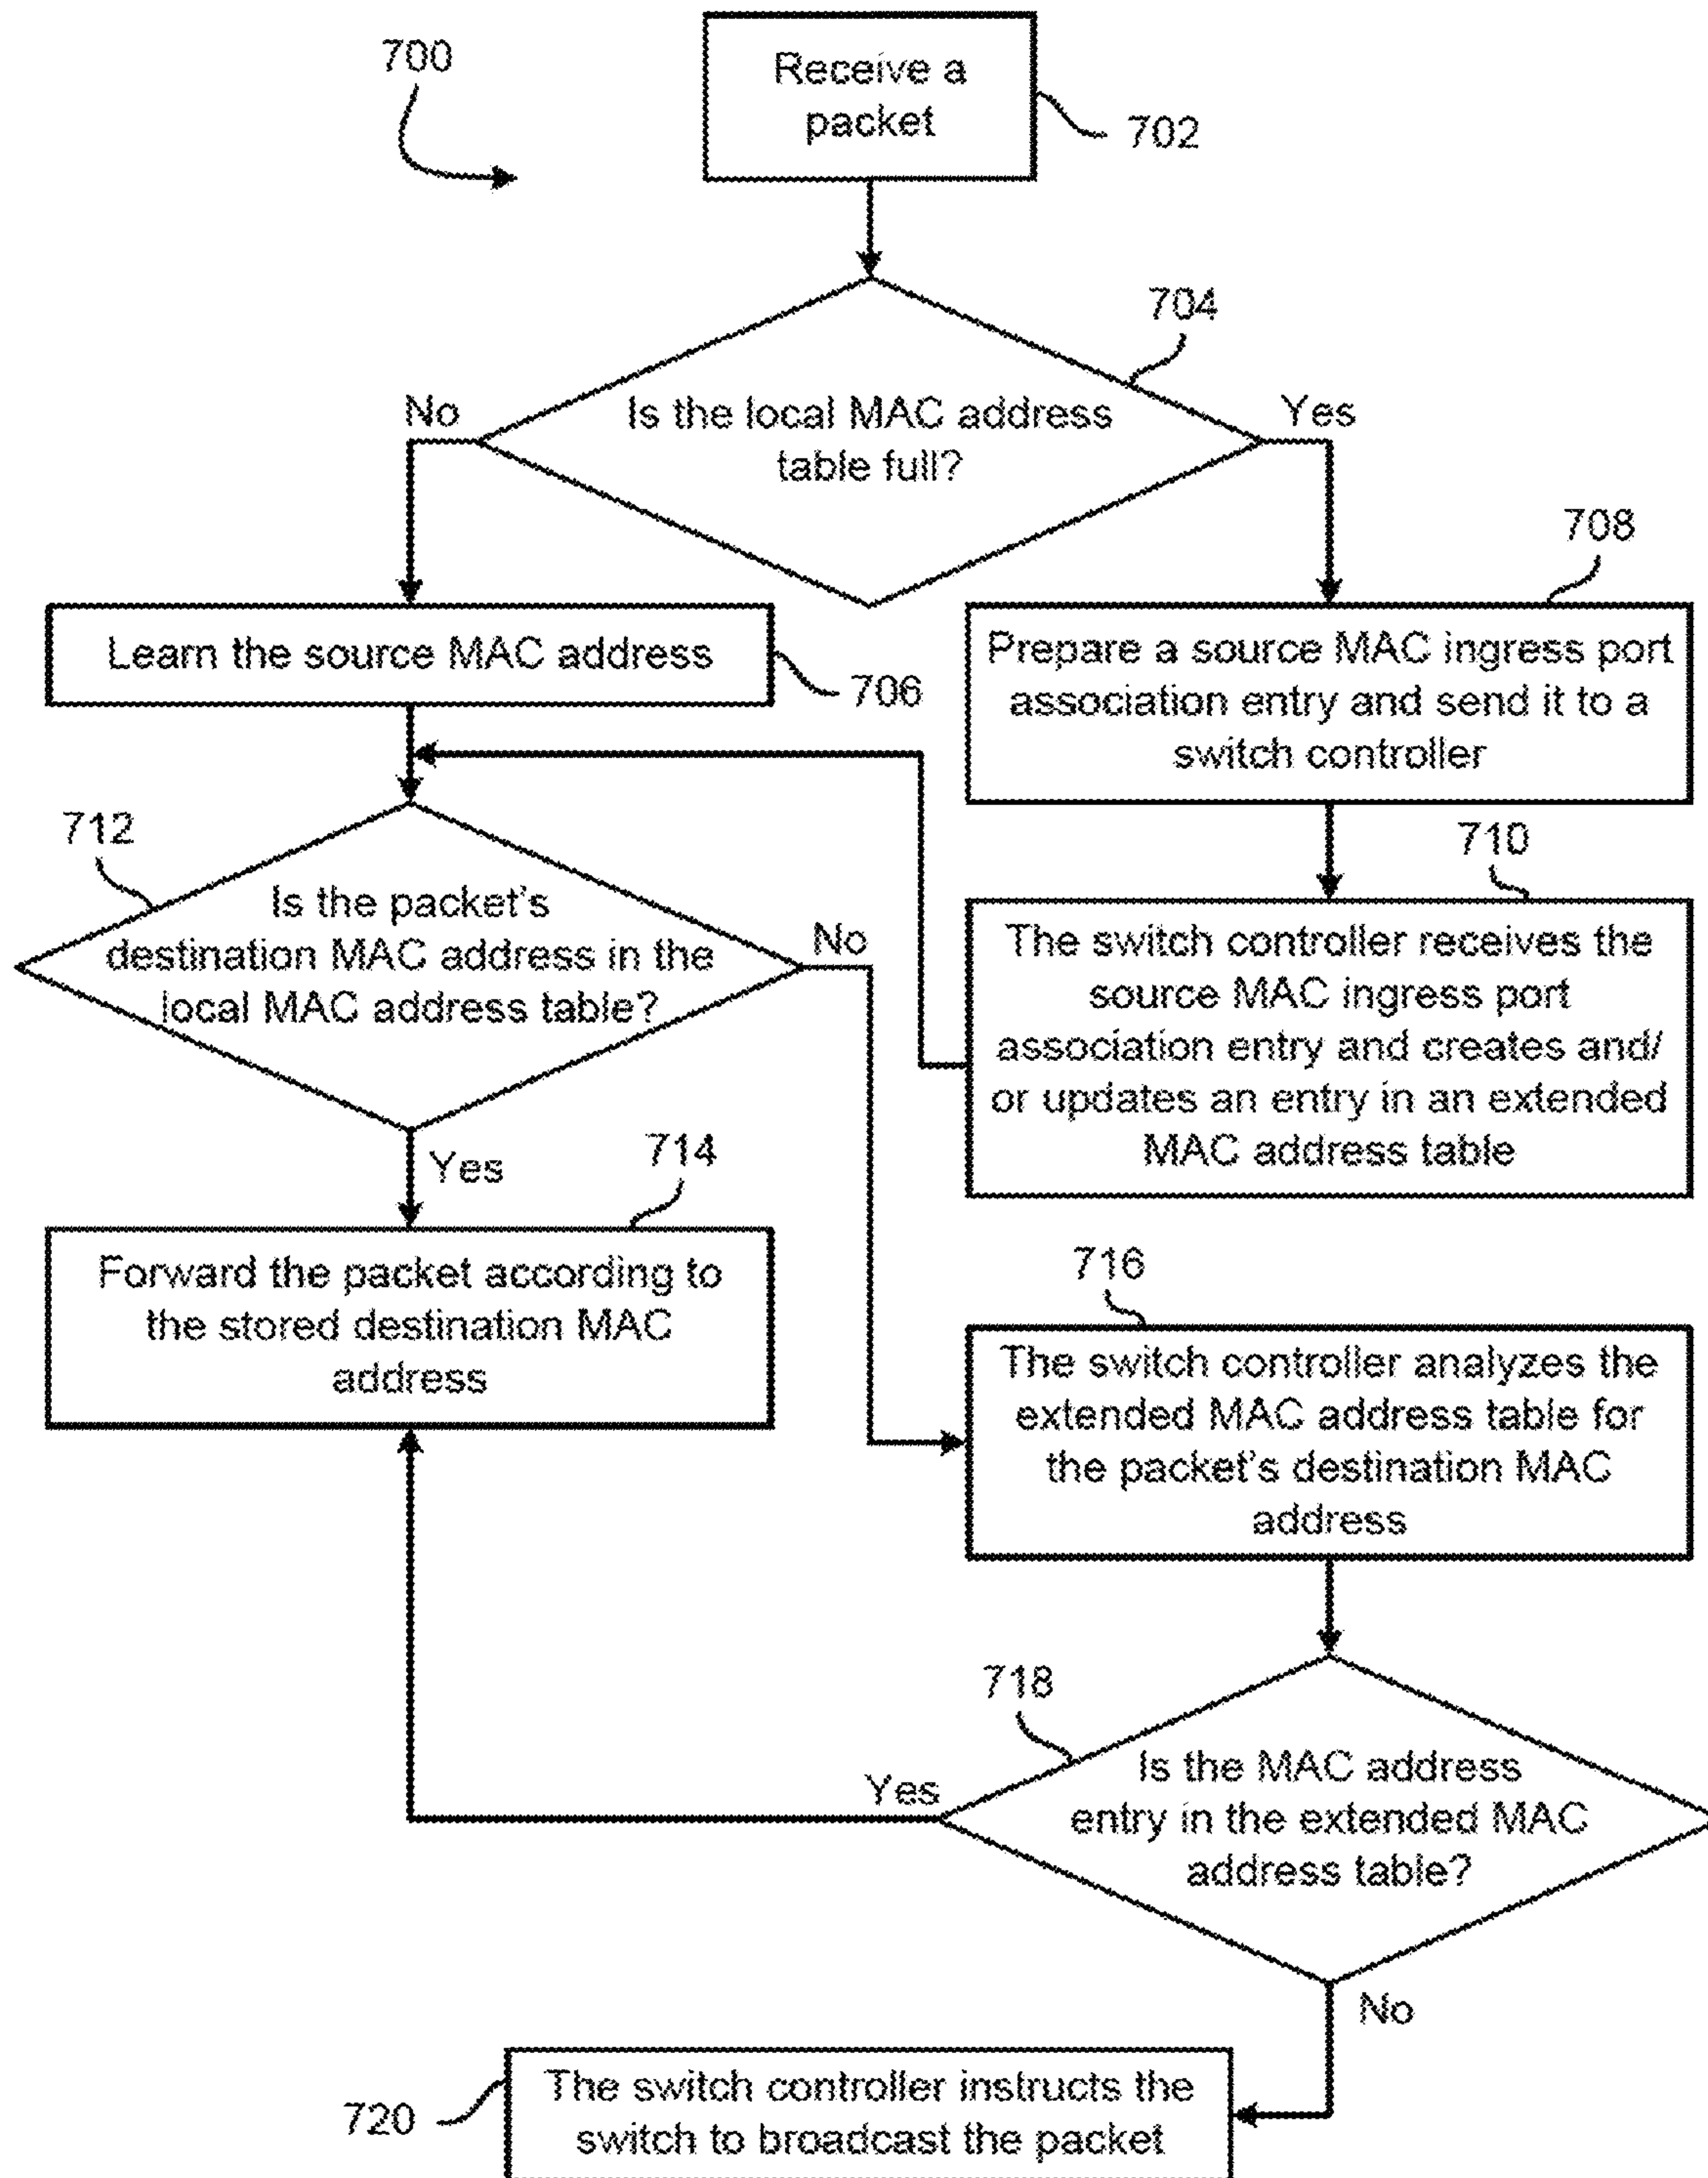 700
Receive a
packet
702
704
No
Is the local MAC address
table full?
Yes
708
Learn the source MAC address
706
Prepare a source MAC ingress port
association entry and send it to a
switch controller
712
Is the packet's
destination MAC address in the
local MAC address table?
No
710
The switch controller receives the
source MAC ingress port
association entry and creates and/
or updates an entry in an extended
MAC address table
Yes
714
Forward the packet according to
the stored destination MAC
address
716
The switch controller analyzes the
extended MAC address table for
the packet's destination MAC
address
718
Yes
Is the MAC address
entry in the extended MAC
address table?
No
720
The switch controller instructs the
switch to broadcast the packet